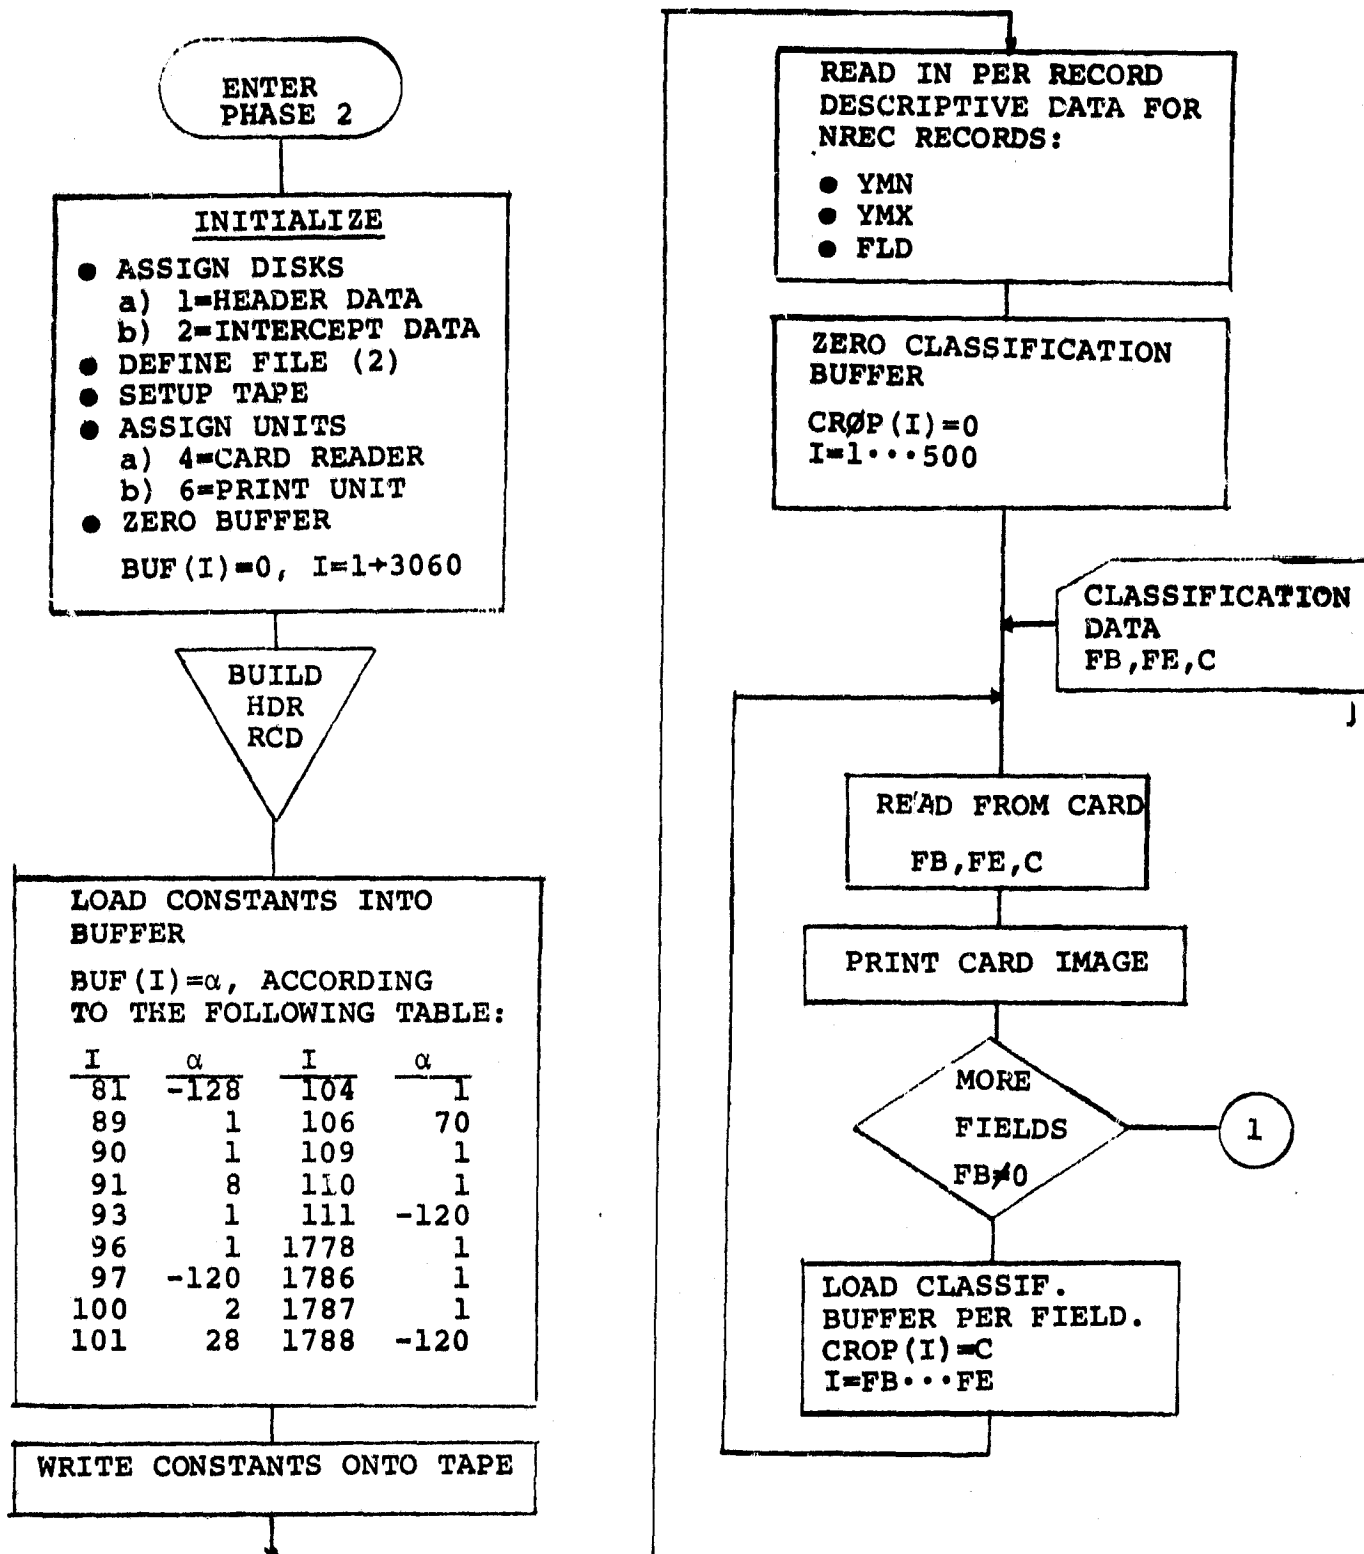 ENTER
PHASE 2
INITIALIZE
● ASSIGN DISKS
a) 1=HEADER DATA
b) 2=INTERCEPT DATA
● DEFINE FILE (2)
● SETUP TAPE
● ASSIGN UNITS
a) 4=CARD READER
b) 6=PRINT UNIT
● ZERO BUFFER
BUF(I)=0, I=1→3060
BUILD
HDR
RCD
LOAD CONSTANTS INTO
BUFFER
BUF(I)=α, ACCORDING
TO THE FOLLOWING TABLE:
I α I α
81 -128 104 1
89 1 106 70
90 1 109 1
91 8 110 1
93 1 111 -120
96 1 1778 1
97 -120 1786 1
100 2 1787 1
101 28 1788 -120
WRITE CONSTANTS ONTO TAPE
READ IN PER RECORD
DESCRIPTIVE DATA FOR
NREC RECORDS:
● YMN
● YMX
● FLD
ZERO CLASSIFICATION
BUFFER
CRØP(I)=0
I=1···500
CLASSIFICATION
DATA
FB,FE,C
READ FROM CARD
FB,FE,C
PRINT CARD IMAGE
MORE
FIELDS
FB≠0
1
LOAD CLASSIF.
BUFFER PER FIELD.
CROP(I)=C
I=FB···FE